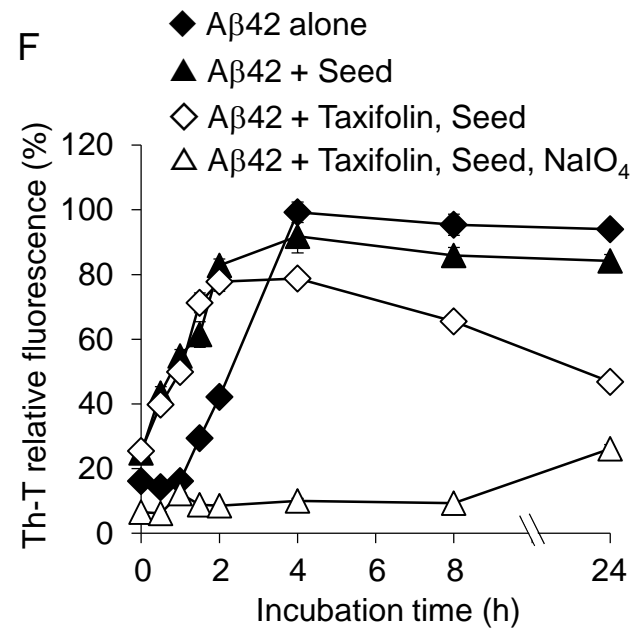 F
Aβ42 alone
Aβ42 + Seed
Aβ42 + Taxifolin, Seed
Aβ42 + Taxifolin, Seed, NaIO₄
Th-T relative fluorescence (%)
120
100
80
60
40
20
0
0 2 4 6 8 24
Incubation time (h)